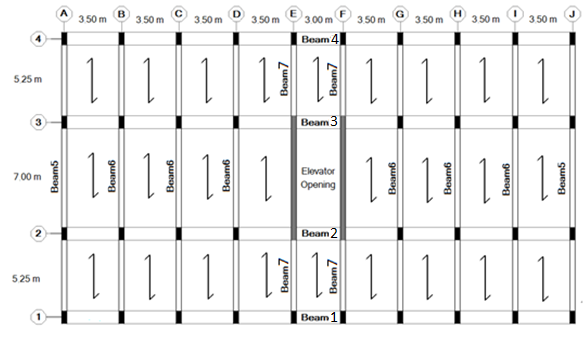 A B C D E F G H I J
3.50 m 3.50 m 3.50 m 3.50 m 3.00 m 3.50 m 3.50 m 3.50 m 3.50 m
4 Beam 4
5.25 m Beam7 Beam7
3 Beam3
7.00 m Beam5 Beam6 Beam6 Beam6 Elevator Opening Beam6 Beam6 Beam6 Beam5
2 Beam 2
5.25 m Beam7 Beam7
1 Beam 1